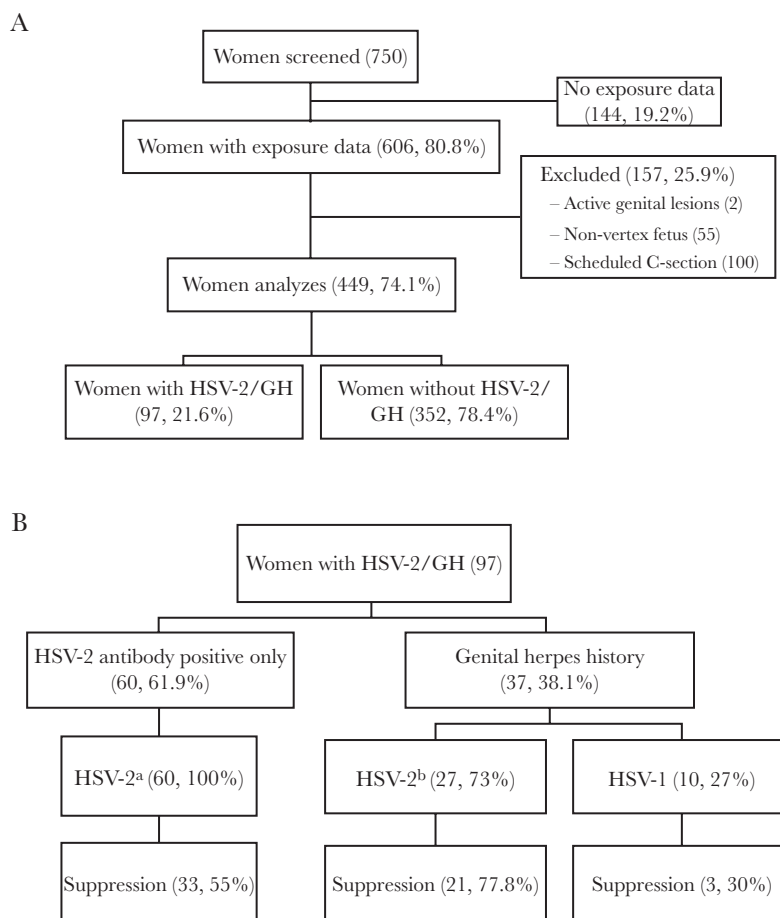 A
Women screened (750)
No exposure data
(144, 19.2%)
Women with exposure data (606, 80.8%)
Excluded (157, 25.9%)
– Active genital lesions (2)
– Non-vertex fetus (55)
– Scheduled C-section (100)
Women analyzes (449, 74.1%)
Women with HSV-2/GH
(97, 21.6%)
Women without HSV-2/
GH (352, 78.4%)
B
Women with HSV-2/GH (97)
HSV-2 antibody positive only
(60, 61.9%)
Genital herpes history
(37, 38.1%)
HSV-2ᵃ (60, 100%)
HSV-2ᵇ (27, 73%)
HSV-1 (10, 27%)
Suppression (33, 55%)
Suppression (21, 77.8%)
Suppression (3, 30%)